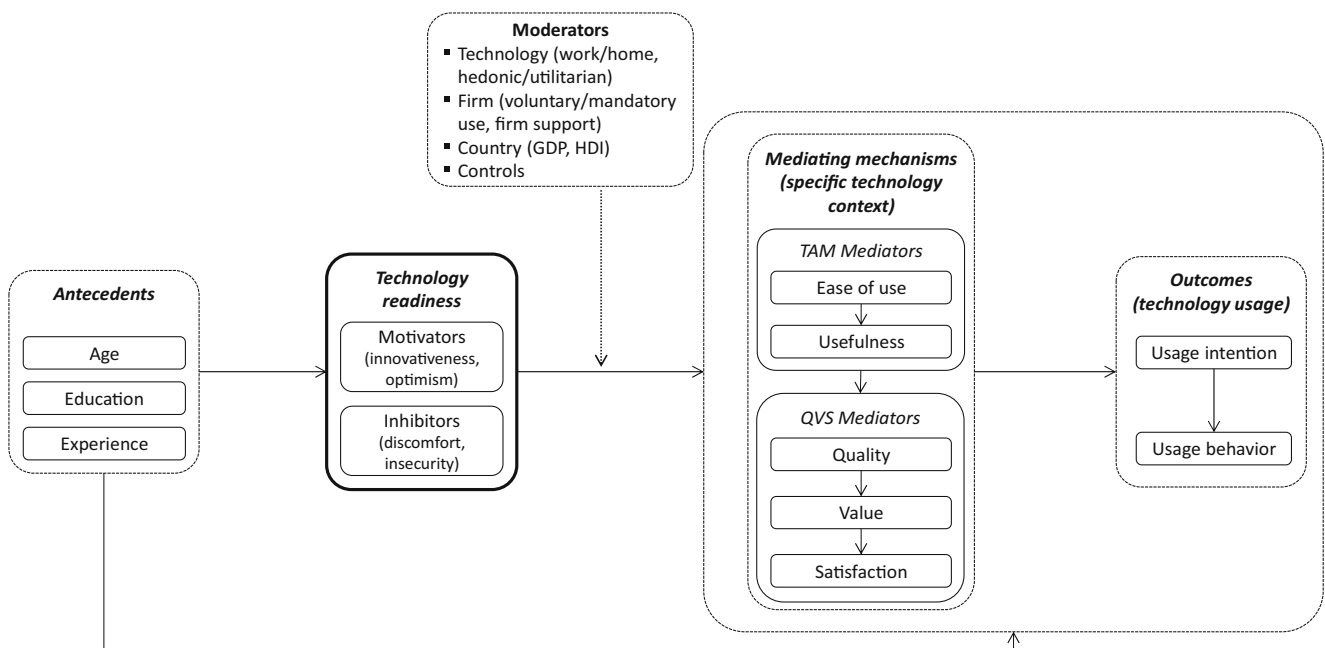 Moderators
▪ Technology (work/home,
hedonic/utilitarian)
▪ Firm (voluntary/mandatory
use, firm support)
▪ Country (GDP, HDI)
▪ Controls
Antecedents
Age
Education
Experience
Technology
readiness
Motivators
(innovativeness,
optimism)
Inhibitors
(discomfort,
insecurity)
Mediating mechanisms
(specific technology
context)
TAM Mediators
Ease of use
Usefulness
QVS Mediators
Quality
Value
Satisfaction
Outcomes
(technology usage)
Usage intention
Usage behavior